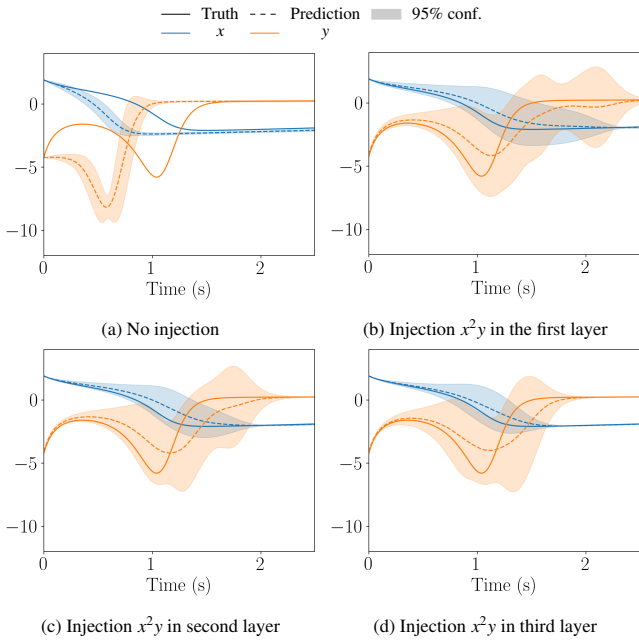 Truth Prediction 95% conf.
x y
0
−5
−10
0 1 2
Time (s)
(a) No injection
0
−5
−10
0 1 2
Time (s)
(b) Injection x²y in the first layer
0
−5
−10
0 1 2
Time (s)
(c) Injection x²y in second layer
0
−5
−10
0 1 2
Time (s)
(d) Injection x²y in third layer